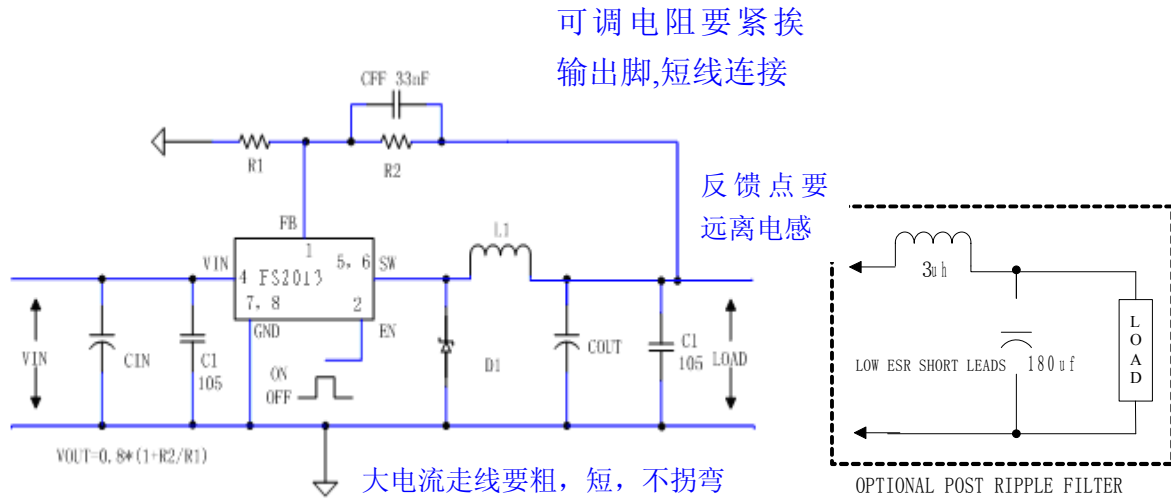 可调电阻要紧挨
输出脚,短线连接
CFF 33nF
R1
R2
反馈点要
远离电感
FB
L1
1
VIN
4
FS2013
5, 6
SW
7, 8
2
GND
EN
VIN
CIN
C1
105
ON
OFF
D1
COUT
C1
105
LOAD
VOUT=0.8*(1+R2/R1)
大电流走线要粗，短，不拐弯
3uh
LOW ESR SHORT LEADS
180uf
LOAD
OPTIONAL POST RIPPLE FILTER